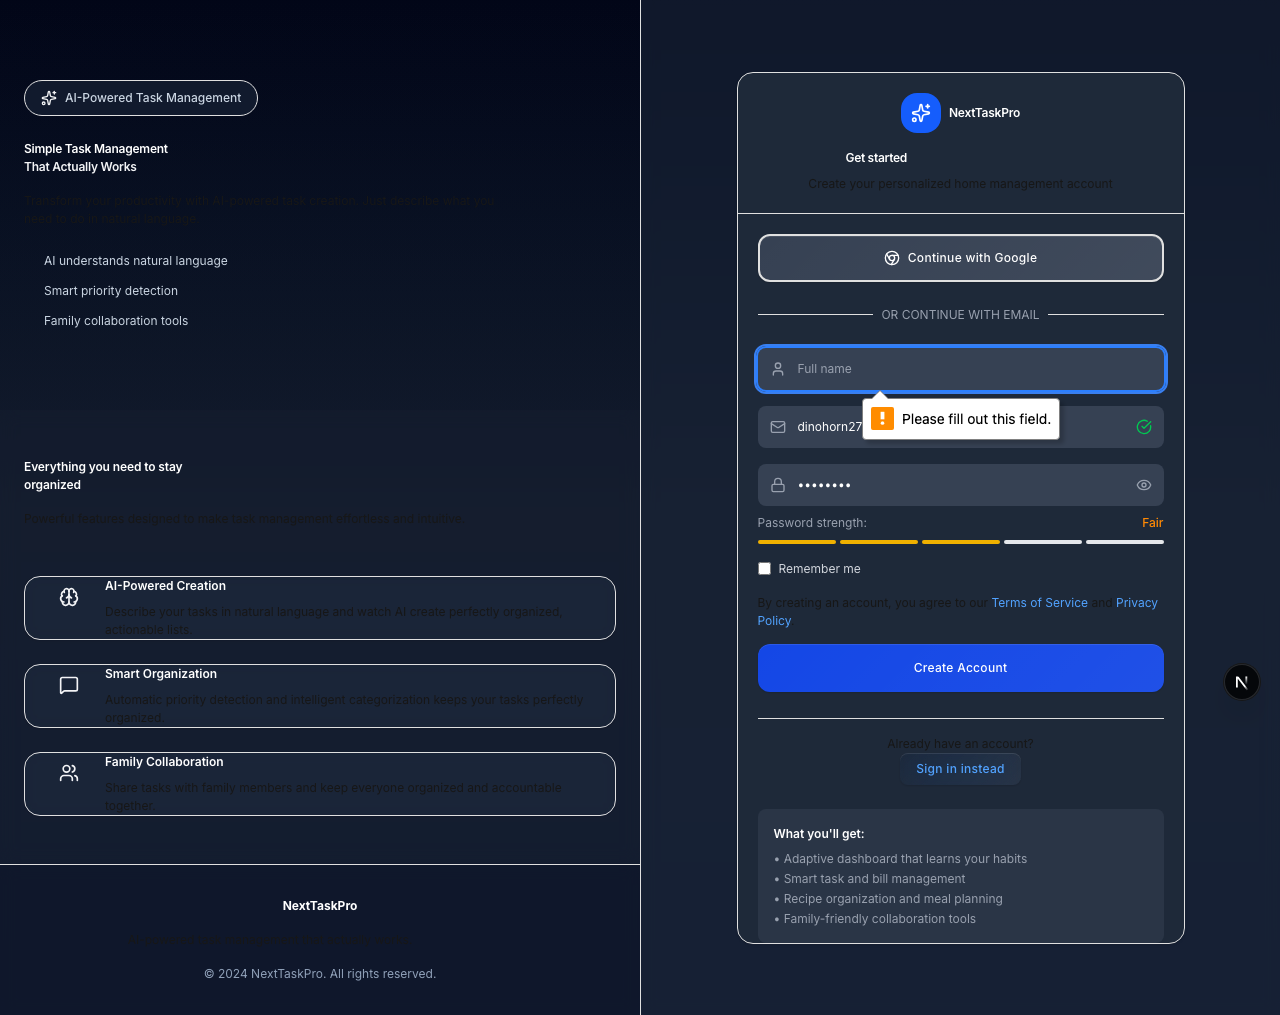 AI-Powered Task Management
Simple Task Management
That Actually Works
Transform your productivity with AI-powered task creation. Just describe what you
need to do in natural language.
AI understands natural language
Smart priority detection
Family collaboration tools
Everything you need to stay
organized
Powerful features designed to make task management effortless and intuitive.
AI-Powered Creation
Describe your tasks in natural language and watch AI create perfectly organized,
actionable lists.
Smart Organization
Automatic priority detection and intelligent categorization keeps your tasks perfectly
organized.
Family Collaboration
Share tasks with family members and keep everyone organized and accountable
together.
NextTaskPro
© 2024 NextTaskPro. All rights reserved.
NextTaskPro
Get started
Create your personalized home management account
Continue with Google
OR CONTINUE WITH EMAIL
Full name
Please fill out this field.
dinohorn27
••••••••
Password strength: Fair
Remember me
By creating an account, you agree to our Terms of Service and Privacy
Policy
Create Account
Already have an account?
Sign in instead
What you'll get:
• Adaptive dashboard that learns your habits
• Smart task and bill management
• Recipe organization and meal planning
• Family-friendly collaboration tools
N